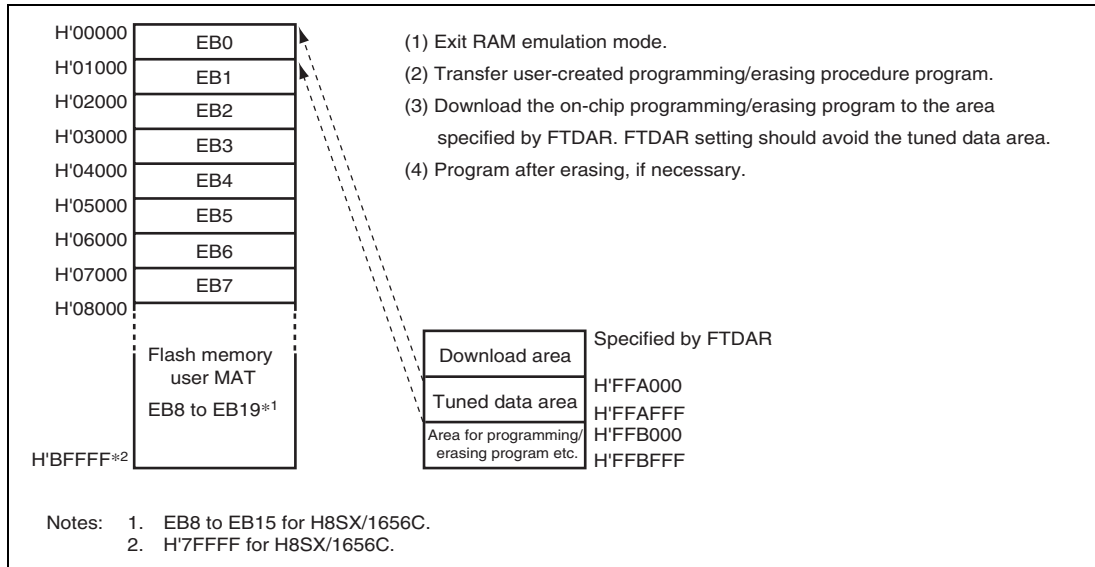 H'00000
EB0
H'01000
EB1
H'02000
EB2
H'03000
EB3
H'04000
EB4
H'05000
EB5
H'06000
EB6
H'07000
EB7
H'08000
Flash memory
user MAT
EB8 to EB19*1
H'BFFFF*2
(1) Exit RAM emulation mode.
(2) Transfer user-created programming/erasing procedure program.
(3) Download the on-chip programming/erasing program to the area
specified by FTDAR. FTDAR setting should avoid the tuned data area.
(4) Program after erasing, if necessary.
Download area
Specified by FTDAR
Tuned data area
H'FFA000
H'FFAFFF
Area for programming/
erasing program etc.
H'FFB000
H'FFBFFF
Notes: 1. EB8 to EB15 for H8SX/1656C.
2. H'7FFFF for H8SX/1656C.